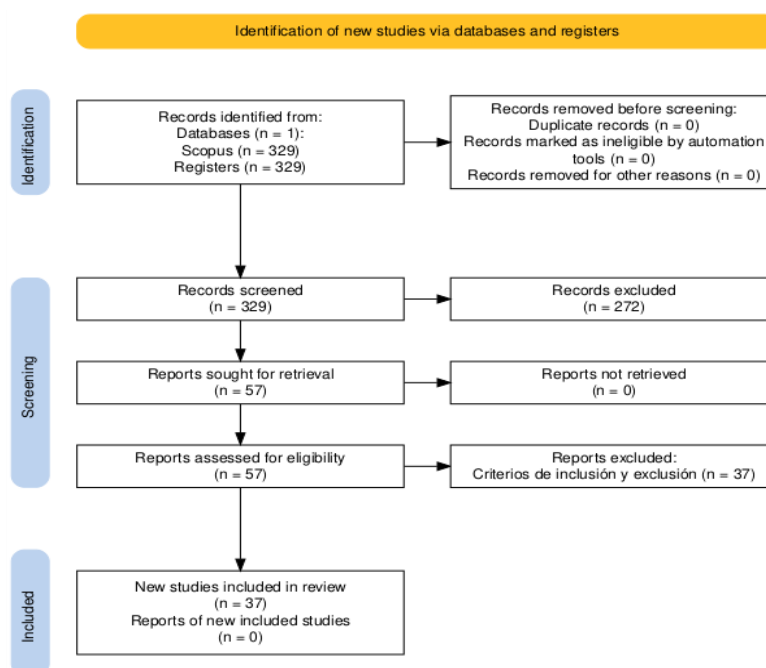 Identification of new studies via databases and registers
Identification
Records identified from:
Databases (n = 1):
Scopus (n = 329)
Registers (n = 329)
Records removed before screening:
Duplicate records (n = 0)
Records marked as ineligible by automation
tools (n = 0)
Records removed for other reasons (n = 0)
Screening
Records screened
(n = 329)
Records excluded
(n = 272)
Reports sought for retrieval
(n = 57)
Reports not retrieved
(n = 0)
Reports assessed for eligibility
(n = 57)
Reports excluded:
Criterios de inclusión y exclusión (n = 37)
Included
New studies included in review
(n = 37)
Reports of new included studies
(n = 0)